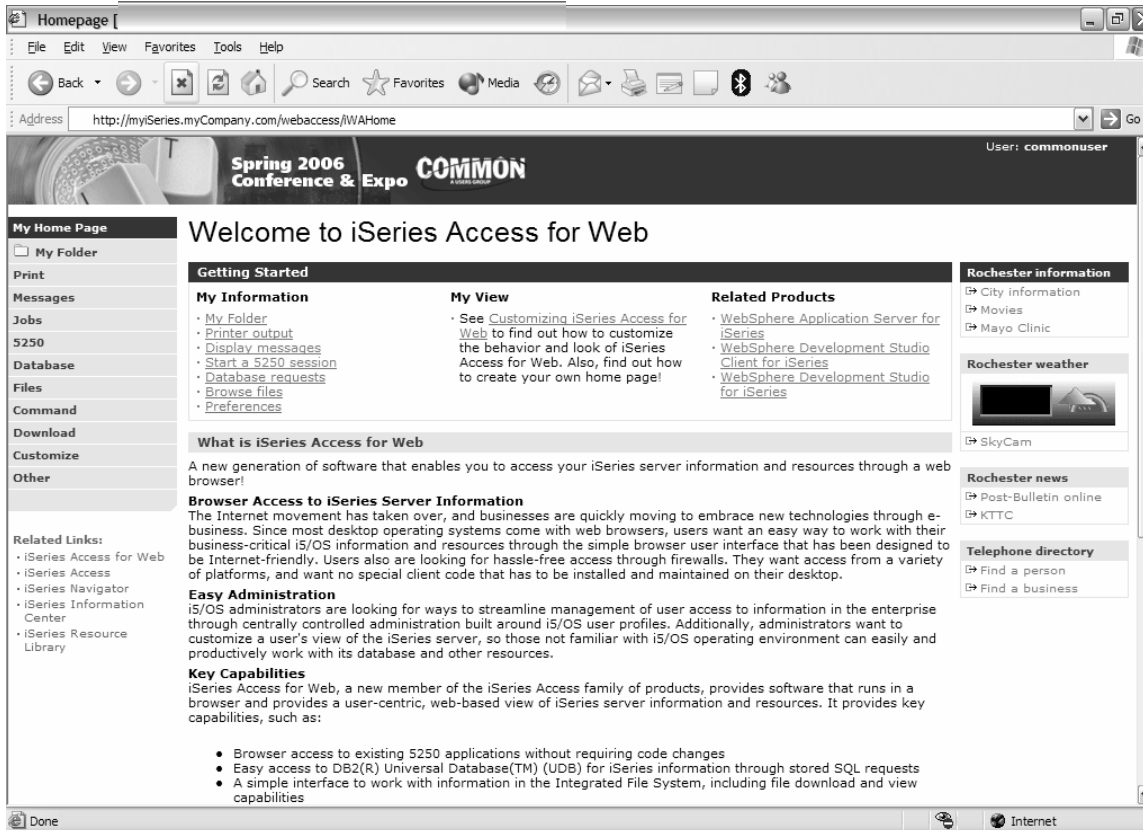 Homepage [
File Edit View Favorites Tools Help
Back Search Favorites Media
Address http://myiSeries.myCompany.com/webaccess/iWAHome Go
T
Spring 2006
Conference & Expo
COMMON
A USERS GROUP
User: commonuser
My Home Page
My Folder
Print
Messages
Jobs
5250
Database
Files
Command
Download
Customize
Other
Related Links:
· iSeries Access for Web
· iSeries Access
· iSeries Navigator
· iSeries Information
Center
· iSeries Resource
Library
Welcome to iSeries Access for Web
Getting Started
My Information
· My Folder
· Printer output
· Display messages
· Start a 5250 session
· Database requests
· Browse files
· Preferences
My View
· See Customizing iSeries Access for
Web to find out how to customize
the behavior and look of iSeries
Access for Web. Also, find out how
to create your own home page!
Related Products
· WebSphere Application Server for
iSeries
· WebSphere Development Studio
Client for iSeries
· WebSphere Development Studio
for iSeries
What is iSeries Access for Web
A new generation of software that enables you to access your iSeries server information and resources through a web
browser!
Browser Access to iSeries Server Information
The Internet movement has taken over, and businesses are quickly moving to embrace new technologies through e-
business. Since most desktop operating systems come with web browsers, users want an easy way to work with their
business-critical i5/OS information and resources through the simple browser user interface that has been designed to
be Internet-friendly. Users also are looking for hassle-free access through firewalls. They want access from a variety
of platforms, and want no special client code that has to be installed and maintained on their desktop.
Easy Administration
i5/OS administrators are looking for ways to streamline management of user access to information in the enterprise
through centrally controlled administration built around i5/OS user profiles. Additionally, administrators want to
customize a user's view of the iSeries server, so those not familiar with i5/OS operating environment can easily and
productively work with its database and other resources.
Key Capabilities
iSeries Access for Web, a new member of the iSeries Access family of products, provides software that runs in a
browser and provides a user-centric, web-based view of iSeries server information and resources. It provides key
capabilities, such as:
• Browser access to existing 5250 applications without requiring code changes
• Easy access to DB2(R) Universal Database(TM) (UDB) for iSeries information through stored SQL requests
• A simple interface to work with information in the Integrated File System, including file download and view
capabilities
Rochester information
City information
Movies
Mayo Clinic
Rochester weather
SkyCam
Rochester news
Post-Bulletin online
KTTC
Telephone directory
Find a person
Find a business
Done Internet